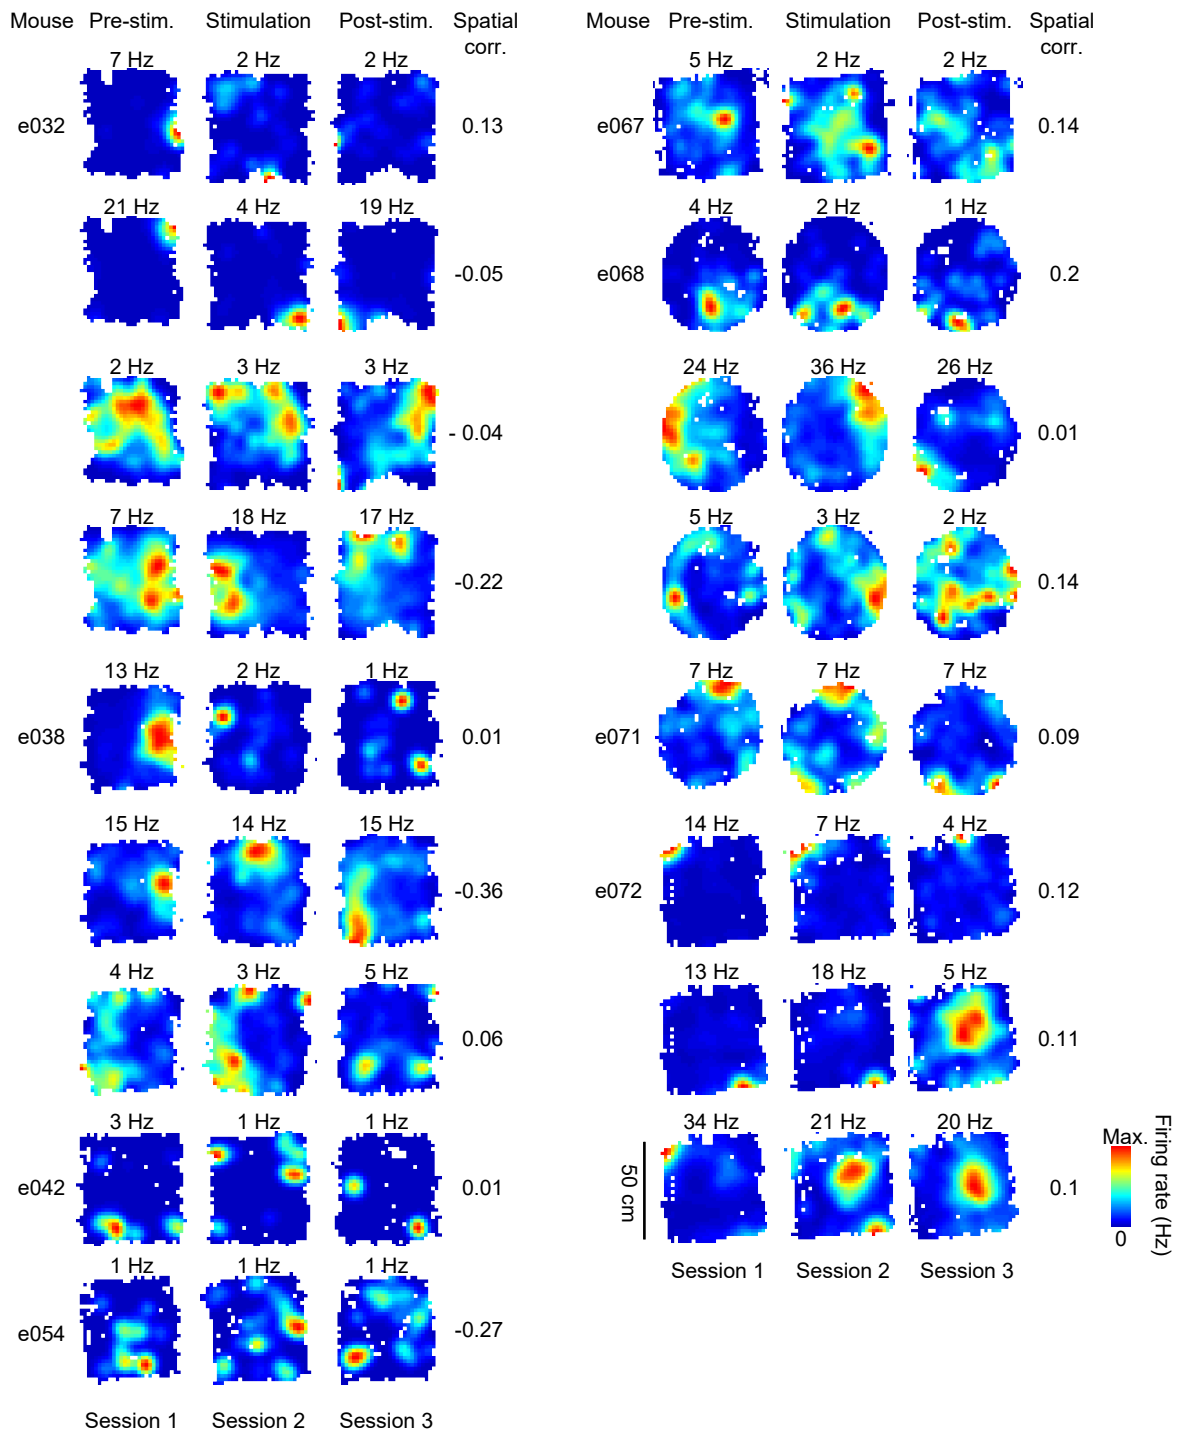 Mouse Pre-stim. Stimulation Post-stim. Spatial corr.
7 Hz 2 Hz 2 Hz
e032 0.13
21 Hz 4 Hz 19 Hz
-0.05
2 Hz 3 Hz 3 Hz
- 0.04
7 Hz 18 Hz 17 Hz
-0.22
13 Hz 2 Hz 1 Hz
e038 0.01
15 Hz 14 Hz 15 Hz
-0.36
4 Hz 3 Hz 5 Hz
0.06
3 Hz 1 Hz 1 Hz
e042 0.01
1 Hz 1 Hz 1 Hz
e054 -0.27
Session 1 Session 2 Session 3
Mouse Pre-stim. Stimulation Post-stim. Spatial corr.
5 Hz 2 Hz 2 Hz
e067 0.14
4 Hz 2 Hz 1 Hz
e068 0.2
24 Hz 36 Hz 26 Hz
0.01
5 Hz 3 Hz 2 Hz
0.14
7 Hz 7 Hz 7 Hz
e071 0.09
14 Hz 7 Hz 4 Hz
e072 0.12
13 Hz 18 Hz 5 Hz
0.11
34 Hz 21 Hz 20 Hz
50 cm
0.1
Max.
0
Firing rate (Hz)
Session 1 Session 2 Session 3